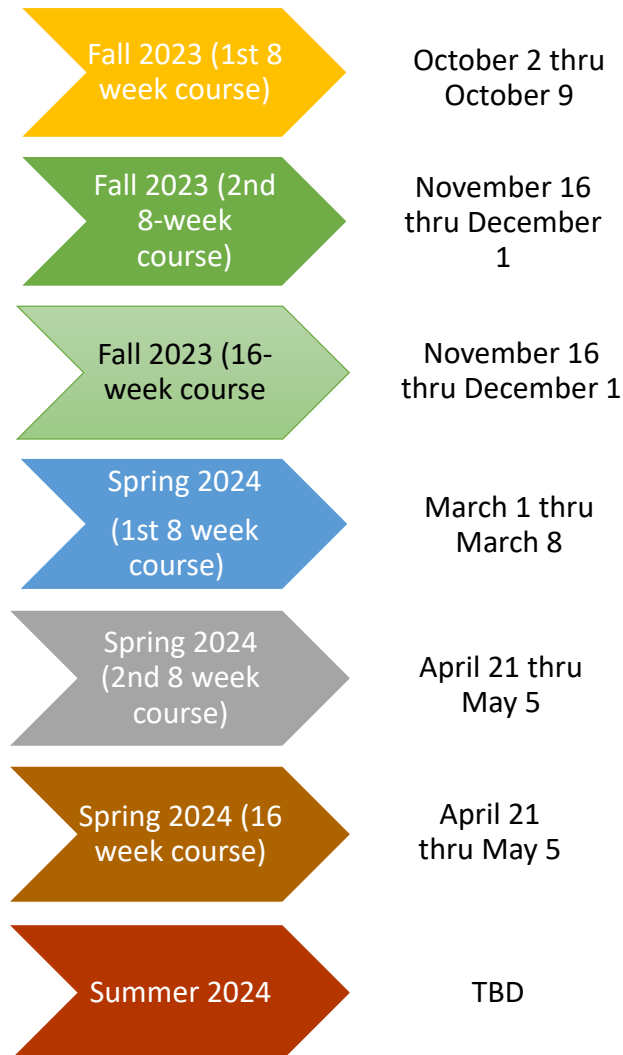 Fall 2023 (1st 8
week course)
October 2 thru
October 9
Fall 2023 (2nd
8-week
course)
November 16
thru December
1
Fall 2023 (16-
week course
November 16
thru December 1
Spring 2024
(1st 8 week
course)
March 1 thru
March 8
Spring 2024
(2nd 8 week
course)
April 21 thru
May 5
Spring 2024 (16
week course)
April 21
thru May 5
Summer 2024
TBD